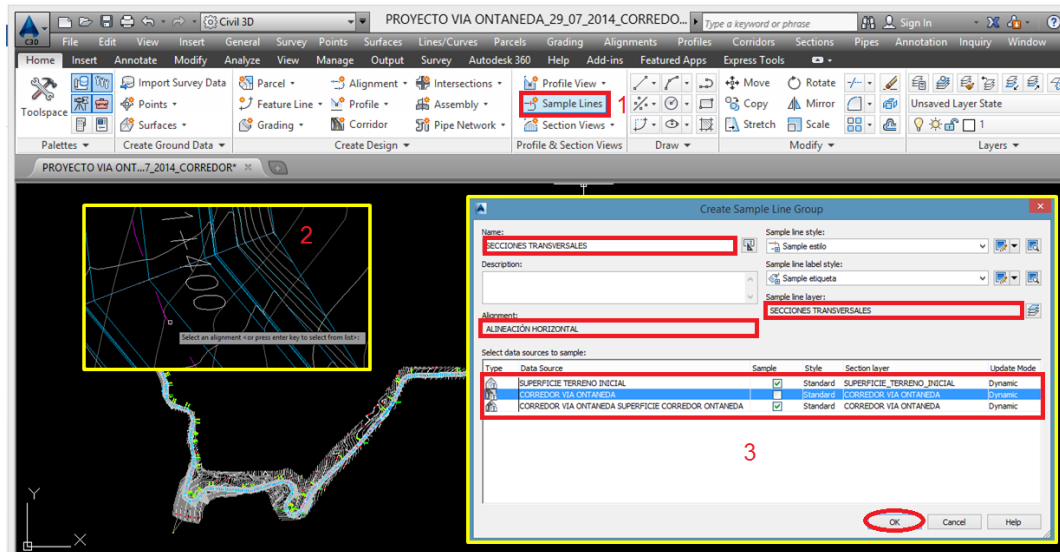 Civil 3D
PROYECTO VIA ONTANEDA_29_07_2014_CORREDO...
Type a keyword or phrase
Sign In
C3D
File Edit View Insert General Survey Points Surfaces Lines/Curves Parcels Grading Alignments Profiles Corridors Sections Pipes Annotation Inquiry Window
Home Insert Annotate Modify Analyze View Manage Output Survey Autodesk 360 Help Add-ins Featured Apps Express Tools
Import Survey Data Parcel Alignment Intersections Profile View Move Rotate
Toolspace Points Feature Line Profile Assembly Sample Lines 1 Copy Mirror Unsaved Layer State
Surfaces Grading Corridor Pipe Network Section Views Stretch Scale 1
Palettes Create Ground Data Create Design Profile & Section Views Draw Modify Layers
PROYECTO VIA ONT...7_2014_CORREDOR*
2
Select an alignment <or press enter key to select from list>:
Y
X
Create Sample Line Group
Name:
SECCIONES TRANSVERSALES
Description:
Alignment:
ALINEACIÓN HORIZONTAL
Sample line style:
Sample estilo
Sample line label style:
Sample etiqueta
Sample line layer:
SECCIONES TRANSVERSALES
Select data sources to sample:
Type Data Source Sample Style Section layer Update Mode
SUPERFICIE TERRENO INICIAL Standard SUPERFICIE_TERRENO_INICIAL Dynamic
CORREDOR VIA ONTANEDA Standard CORREDOR VIA ONTANEDA Dynamic
CORREDOR VIA ONTANEDA SUPERFICIE CORREDOR ONTANEDA Standard CORREDOR VIA ONTANEDA Dynamic
3
OK Cancel Help